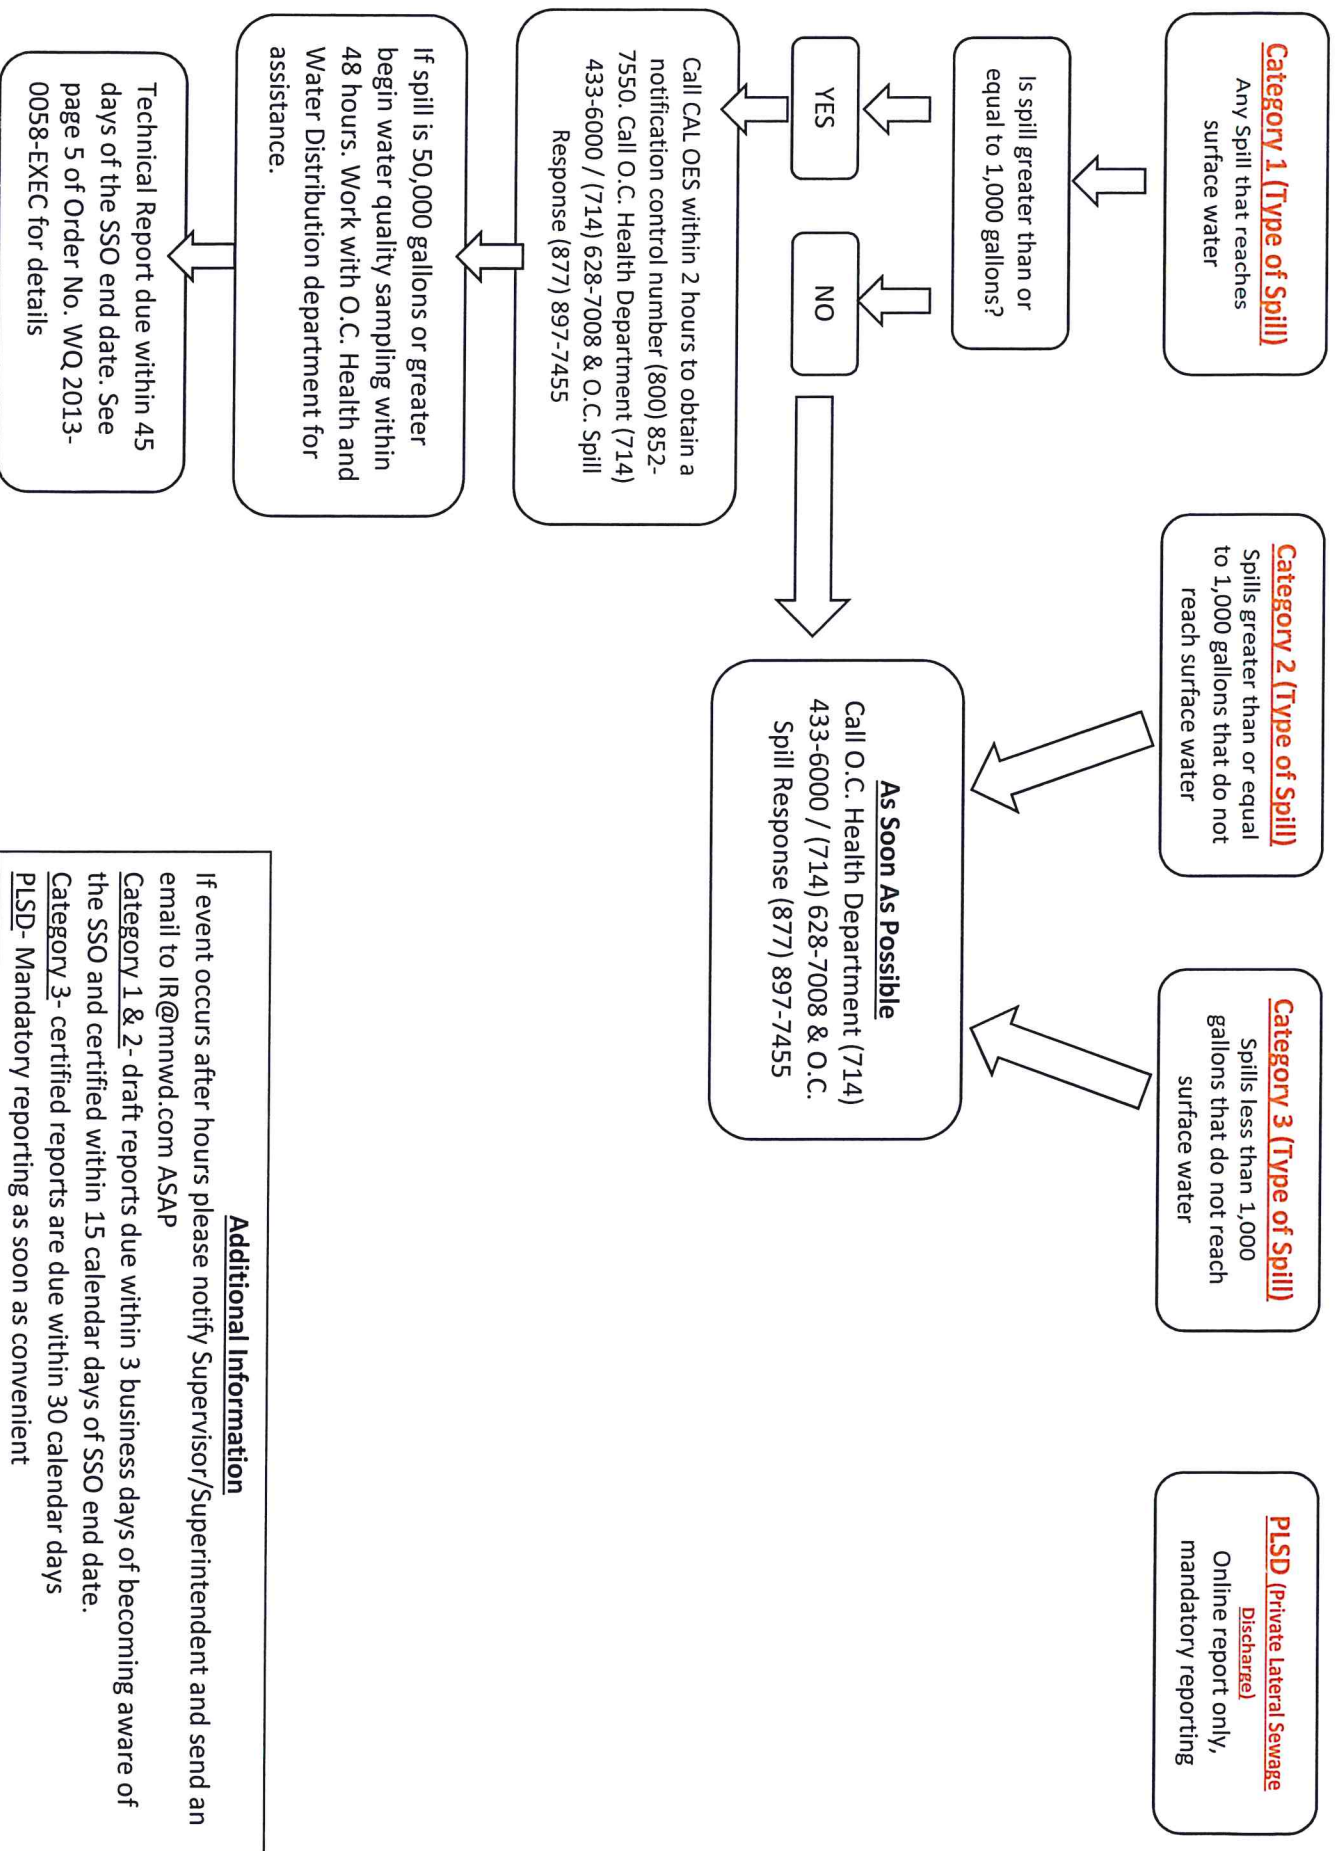 Category 1 (Type of Spill)
Any Spill that reaches
surface water
Category 2 (Type of Spill)
Spills greater than or equal
to 1,000 gallons that do not
reach surface water
Category 3 (Type of Spill)
Spills less than 1,000
gallons that do not reach
surface water
PLSD (Private Lateral Sewage
Discharge)
Online report only,
mandatory reporting
Is spill greater than or
equal to 1,000 gallons?
YES
NO
As Soon As Possible
Call O.C. Health Department (714)
433-6000 / (714) 628-7008 & O.C.
Spill Response (877) 897-7455
Call CAL OES within 2 hours to obtain a
notification control number (800) 852-
7550. Call O.C. Health Department (714)
433-6000 / (714) 628-7008 & O.C. Spill
Response (877) 897-7455
If spill is 50,000 gallons or greater
begin water quality sampling within
48 hours. Work with O.C. Health and
Water Distribution department for
assistance.
Technical Report due within 45
days of the SSO end date. See
page 5 of Order No. WQ 2013-
0058-EXEC for details
Additional Information
If event occurs after hours please notify Supervisor/Superintendent and send an
email to IR@mnwd.com ASAP
Category 1 & 2- draft reports due within 3 business days of becoming aware of
the SSO and certified within 15 calendar days of SSO end date.
Category 3- certified reports are due within 30 calendar days
PLSD- Mandatory reporting as soon as convenient